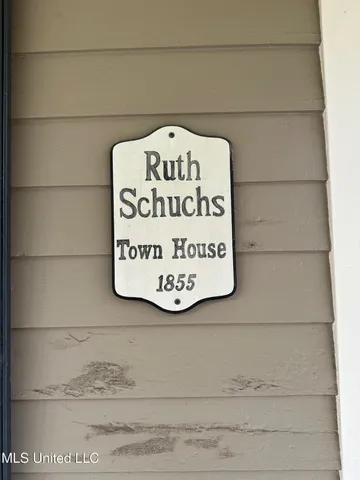 Ruth
Schuchs
Town House
1855
MLS United LLC